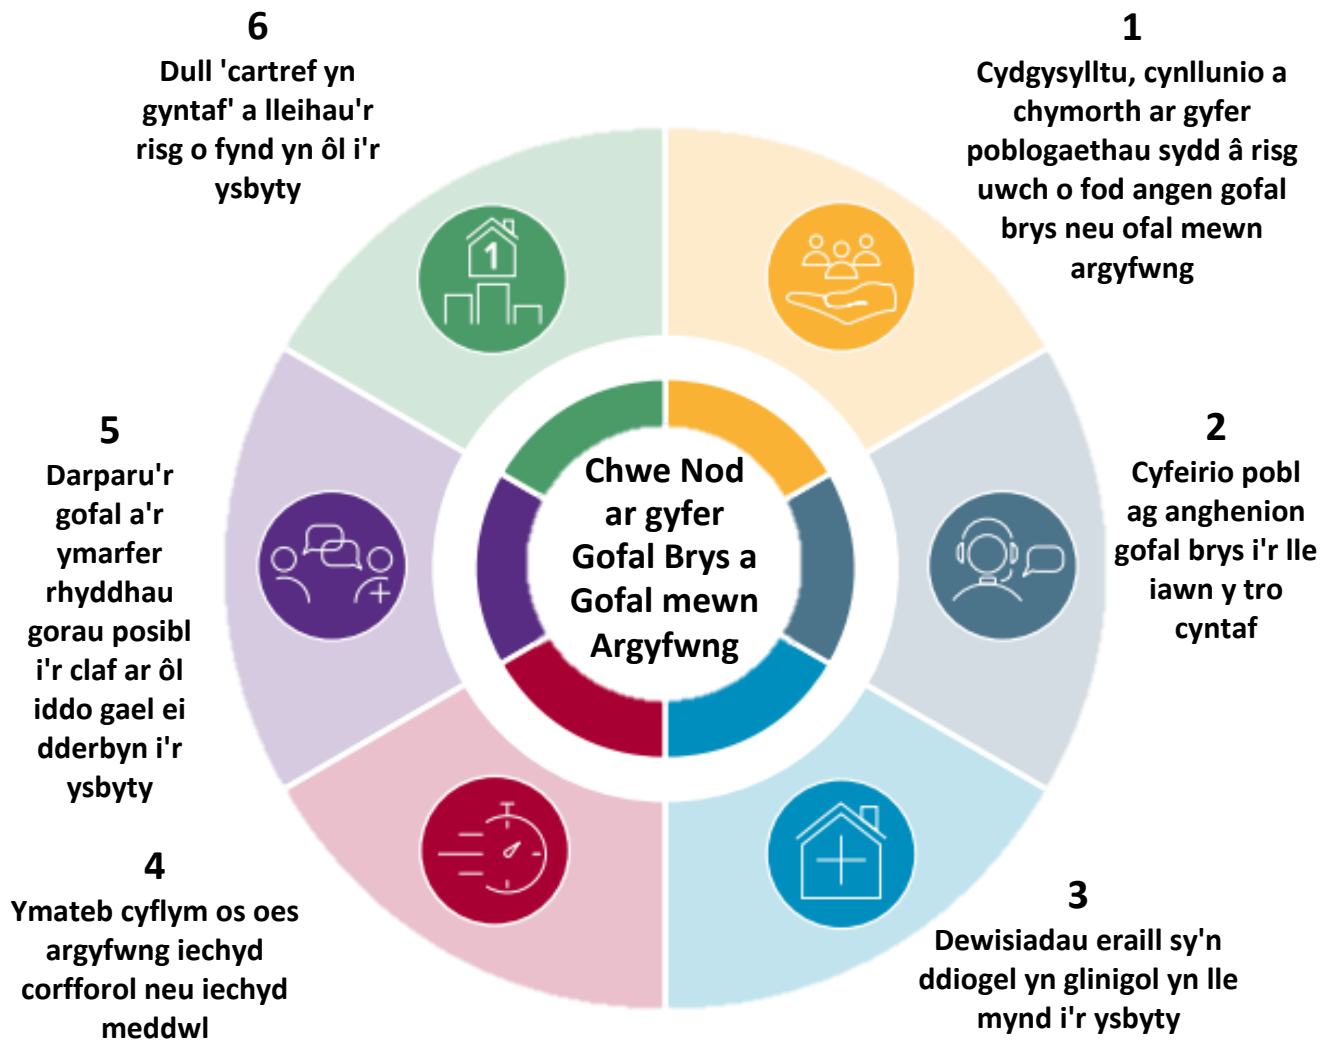 6
Dull 'cartref yn
gyntaf' a lleihau'r
risg o fynd yn ôl i'r
ysbyty
1
Cydgysylltu, cynllunio a
chymorth ar gyfer
poblogaethau sydd â risg
uwch o fod angen gofal
brys neu ofal mewn
argyfwng
1
5
Darparu'r
gofal a'r
ymarfer
rhyddhau
gorau posibl
i'r claf ar ôl
iddo gael ei
dderbyn i'r
ysbyty
Chwe Nod
ar gyfer
Gofal Brys a
Gofal mewn
Argyfwng
2
Cyfeirio pobl
ag anghenion
gofal brys i'r lle
iawn y tro
cyntaf
4
Ymateb cyflym os oes
argyfwng iechyd
corfforol neu iechyd
meddwl
3
Dewisiadau eraill sy'n
ddiogel yn glinigol yn lle
mynd i'r ysbyty